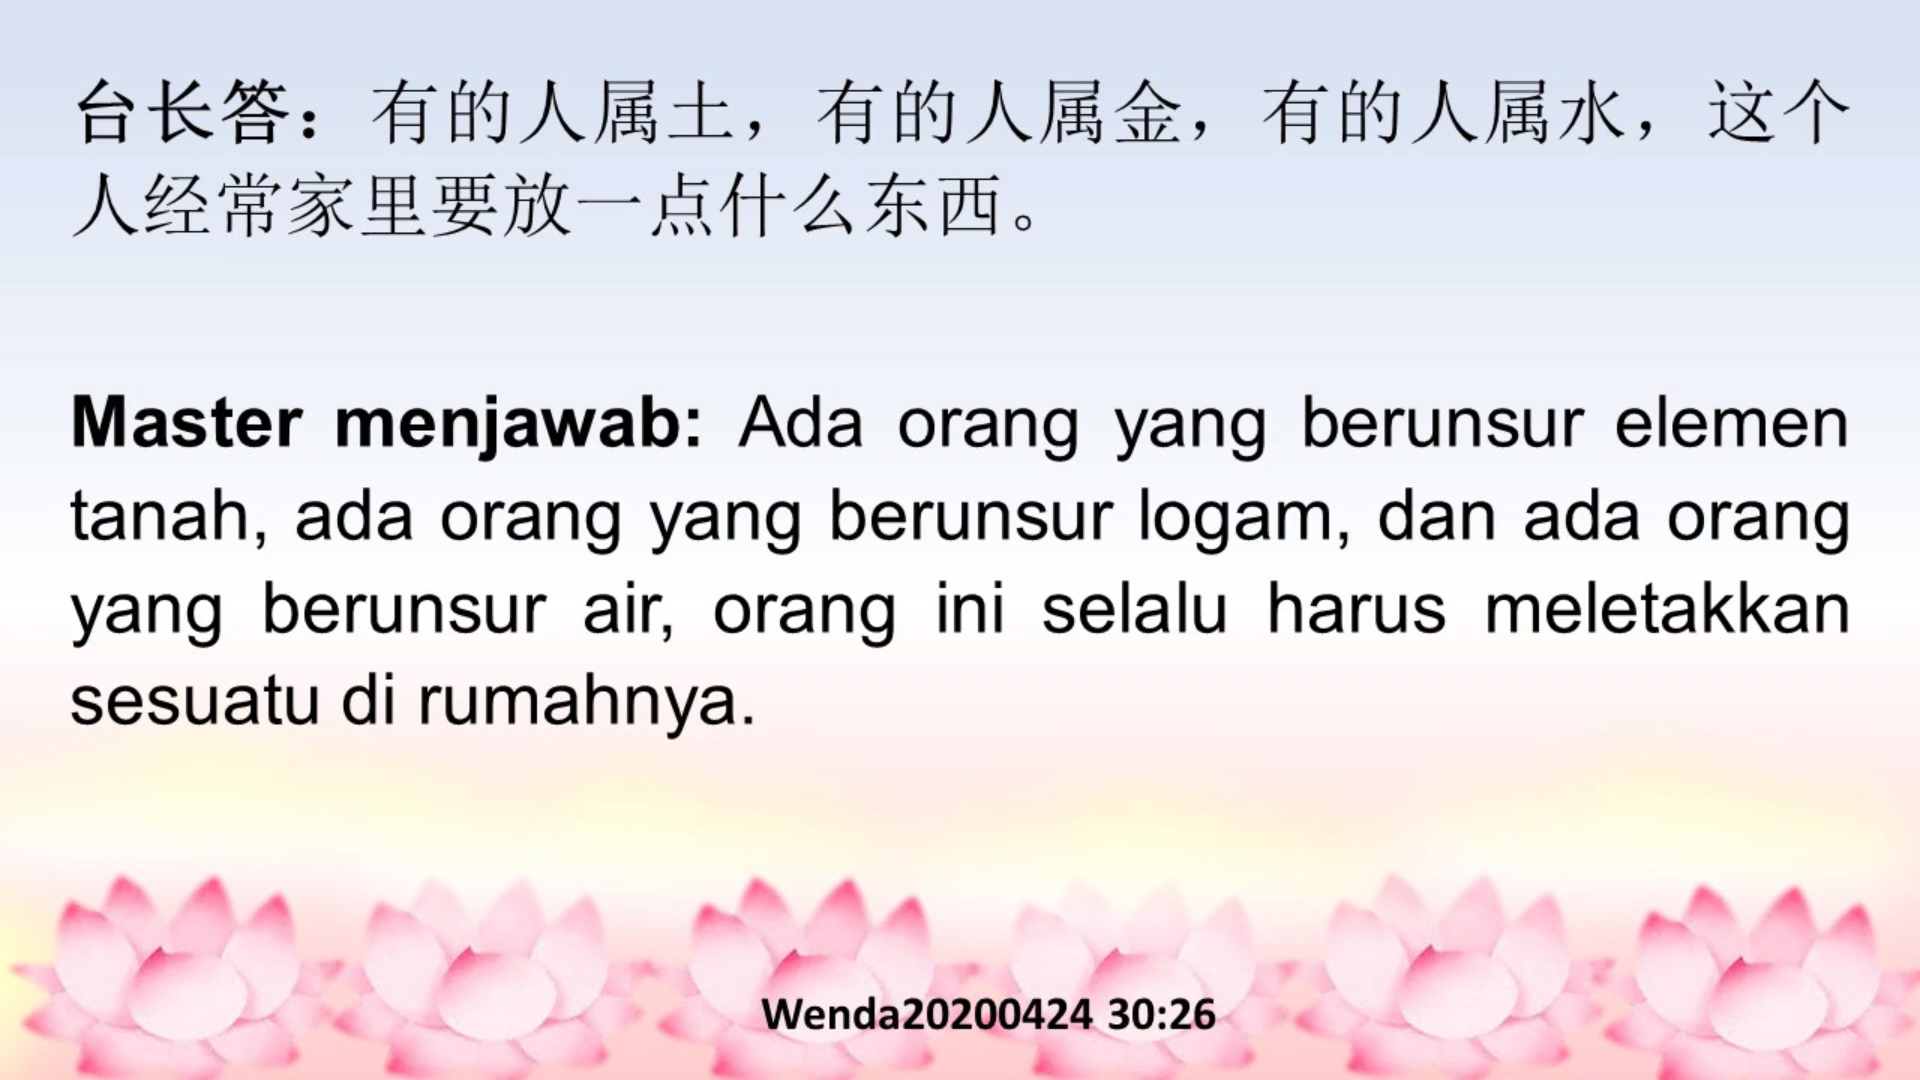 台长答：有的人属土，有的人属金，有的人属水，这个
人经常家里要放一点什么东西。
Master menjawab: Ada orang yang berunsur elemen
tanah, ada orang yang berunsur logam, dan ada orang
yang berunsur air, orang ini selalu harus meletakkan
sesuatu di rumahnya.
Wenda20200424 30:26